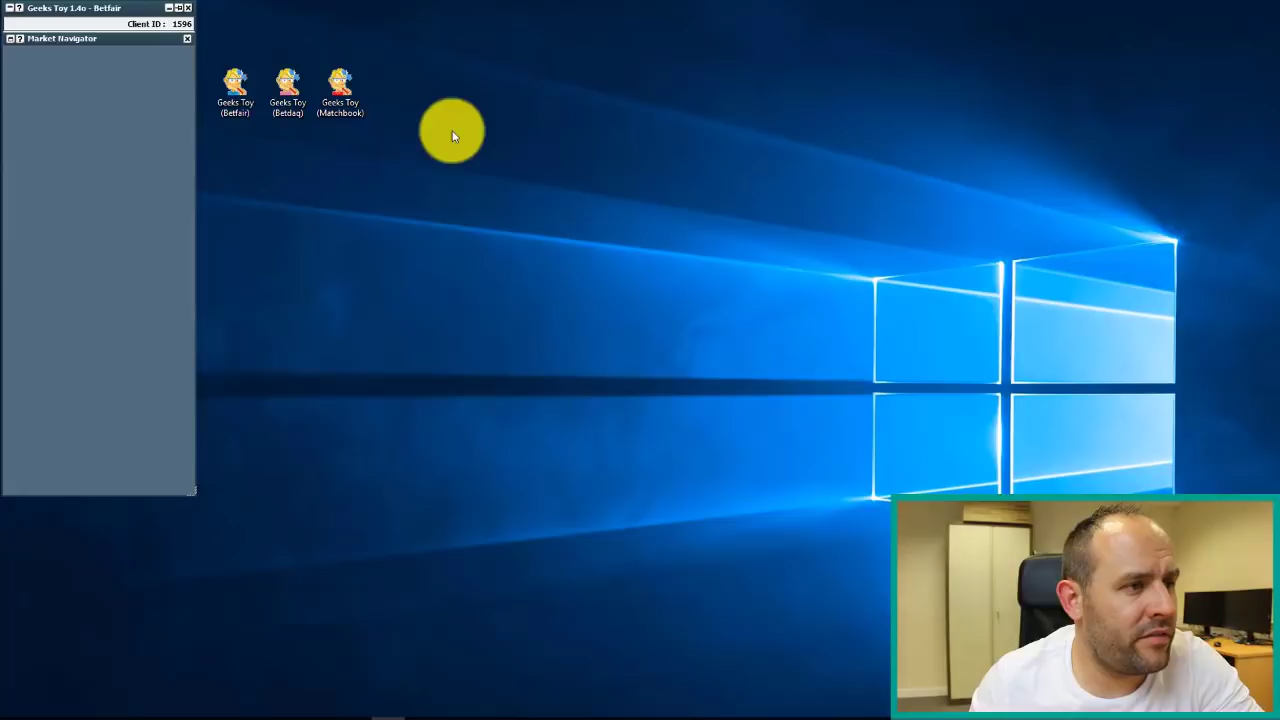 Geeks Toy 1.4o - Betfair
Client ID : 1596
Market Navigator
Geeks Toy
(Betfair)
Geeks Toy
(Betdaq)
Geeks Toy
(Matchbook)